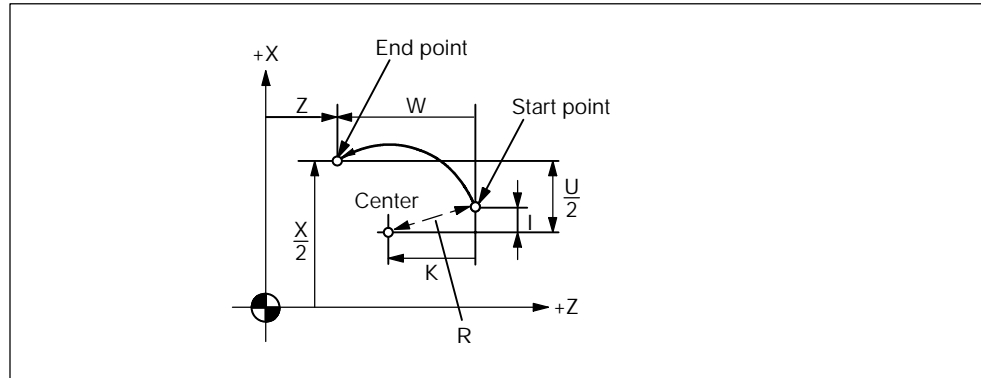 End point
+X
Z
W
Start point
Center
U
2
I
X
2
K
+Z
R